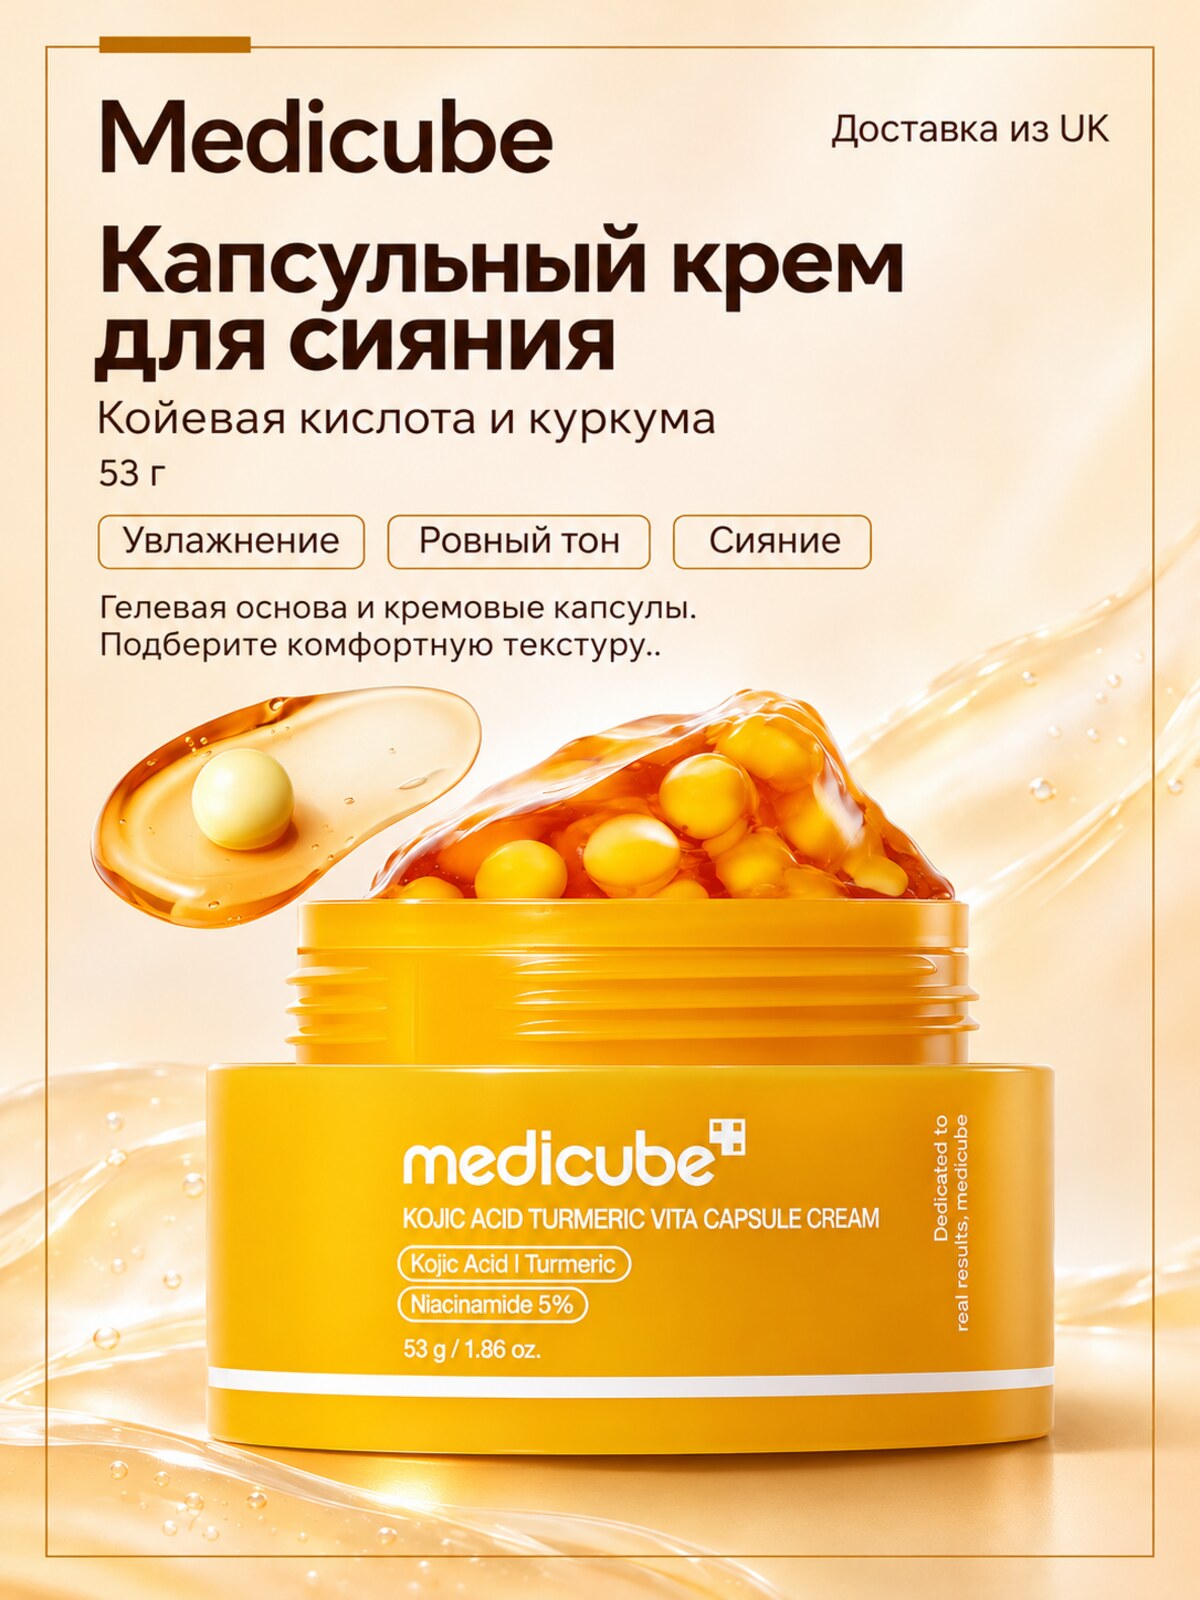 Medicube
Доставка из UK
Капсульный крем
для сияния
Койевая кислота и куркума
53 г
Увлажнение
Ровный тон
Сияние
Гелевая основа и кремовые капсулы.
Подберите комфортную текстуру..
medicube
KOJIC ACID TURMERIC VITA CAPSULE CREAM
Kojic Acid | Turmeric
Niacinamide 5%
53 g / 1.86 oz.
Dedicated to
real results, medicube